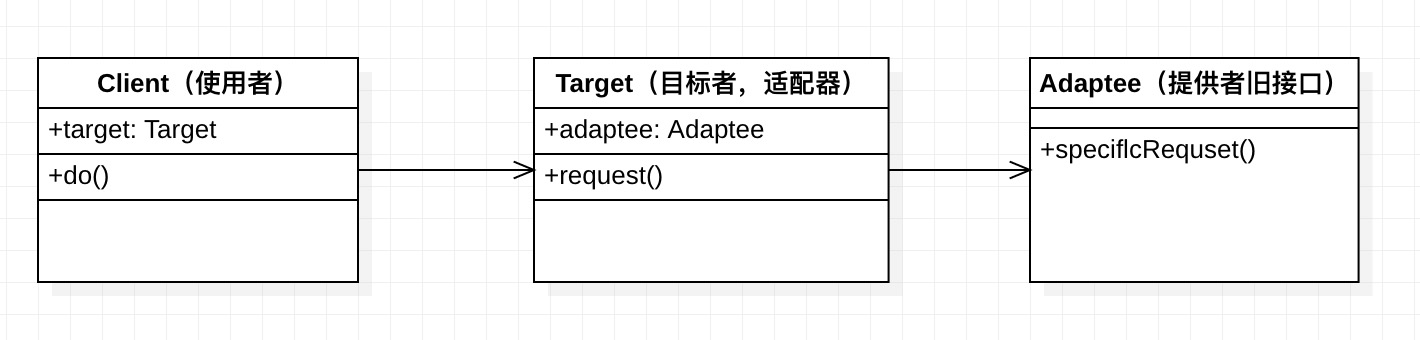 Client（使用者）
+target: Target
+do()
Target（目标者，适配器）
+adaptee: Adaptee
+request()
Adaptee（提供者旧接口）
+speciflcRequset()